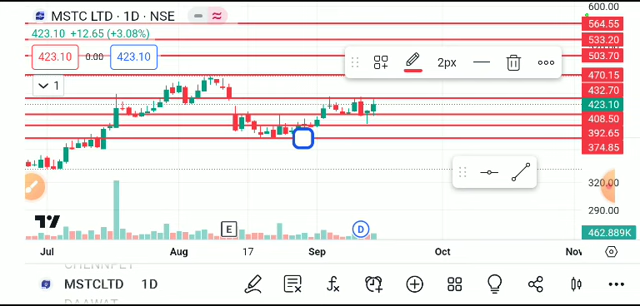 MSTC LTD · 1D · NSE
423.10 +12.65 (+3.08%)
423.10 0.00 423.10
1
2px
600.00
564.55
533.20
503.70
470.15
432.70
423.10
408.50
392.65
374.85
320.00
290.00
462.889K
E D
Jul Aug 17 Sep Oct Nov
MSTCLTD 1D